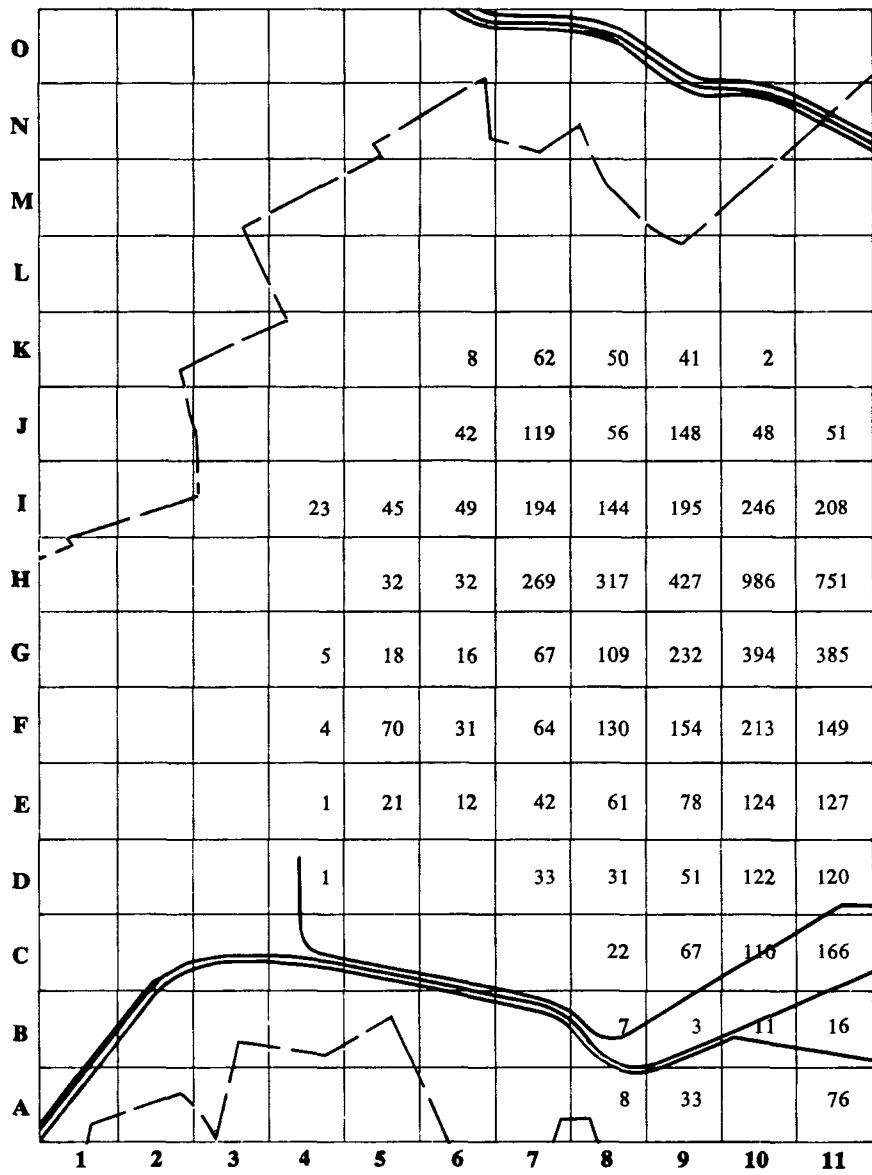 O
N
M
L
K 8 62 50 41 2
J 42 119 56 148 48 51
I 23 45 49 194 144 195 246 208
H 32 32 269 317 427 986 751
G 5 18 16 67 109 232 394 385
F 4 70 31 64 130 154 213 149
E 1 21 12 42 61 78 124 127
D 1 33 31 51 122 120
C 22 67 110 166
B 7 3 11 16
A 8 33 76
1 2 3 4 5 6 7 8 9 10 11